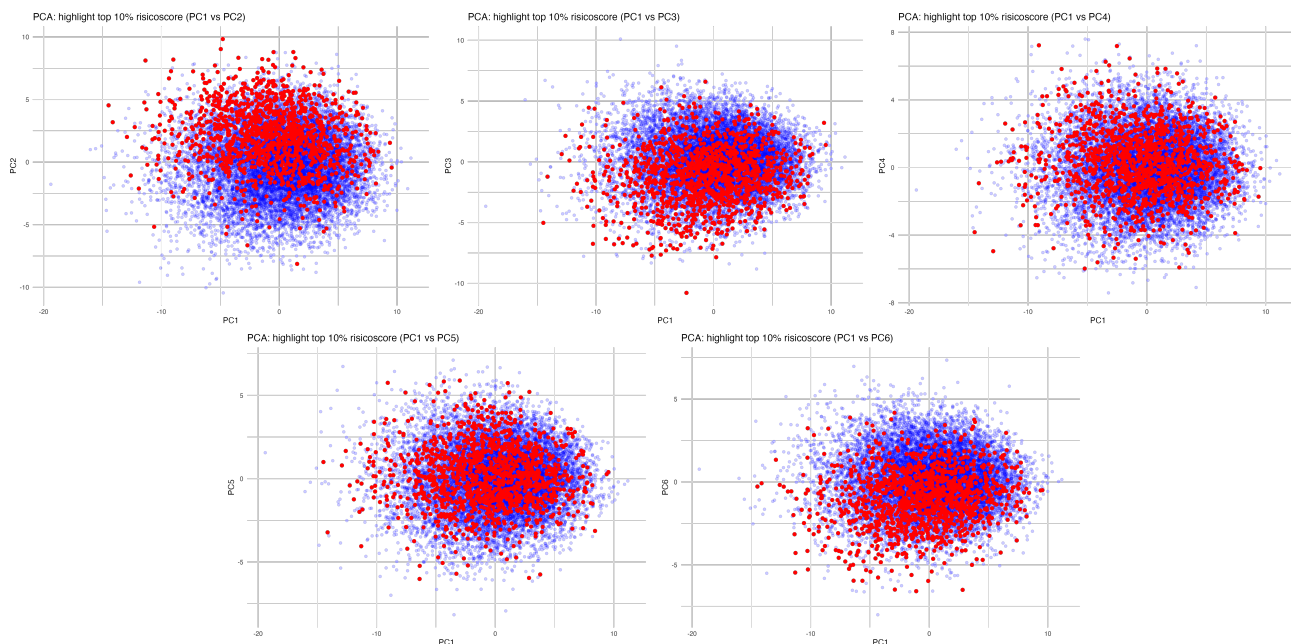 PCA: highlight top 10% risicoscore (PC1 vs PC2)
10
5
0
-5
-10
PC2
-20
-10
0
10
PC1
PCA: highlight top 10% risicoscore (PC1 vs PC3)
10
5
0
-5
-10
PC3
-20
-10
0
10
PC1
PCA: highlight top 10% risicoscore (PC1 vs PC4)
8
4
0
-4
-8
PC4
-20
-10
0
10
PC1
PCA: highlight top 10% risicoscore (PC1 vs PC5)
5
0
-5
PC5
-20
-10
0
10
PC1
PCA: highlight top 10% risicoscore (PC1 vs PC6)
5
0
-5
PC6
-20
-10
0
10
PC1